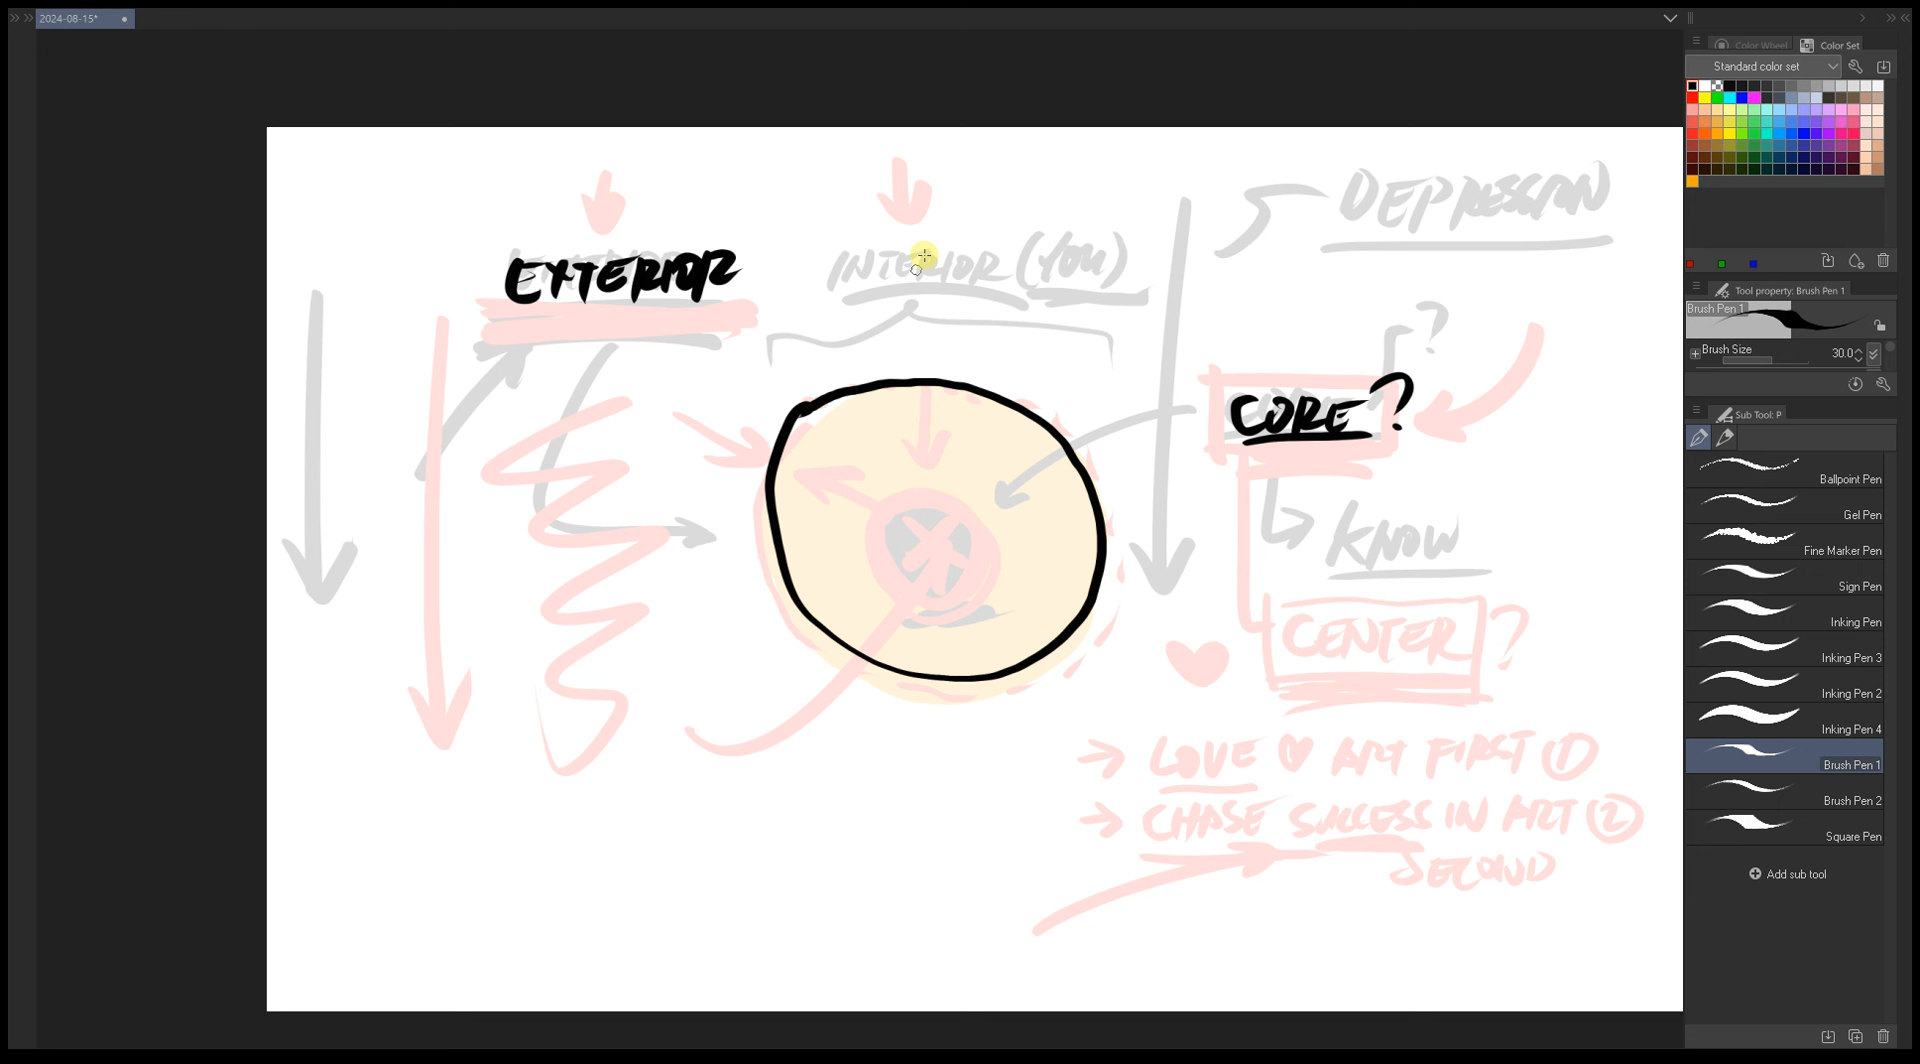 2024-08-15*
Color Wheel
Color Set
Standard color set
DEPRESSION
EXTERIOR
INTERIOR (YOU)
Tool property: Brush Pen 1
Brush Pen 1
Brush Size 30.0
?
CORE?
Sub Tool: P
KNOW
CENTER?
→ LOVE ♡ ART FIRST ①
→ CHASE SUCCESS IN ART ②
SECOND
Ballpoint Pen
Gel Pen
Fine Marker Pen
Sign Pen
Inking Pen
Inking Pen 3
Inking Pen 2
Inking Pen 4
Brush Pen 1
Brush Pen 2
Square Pen
Add sub tool